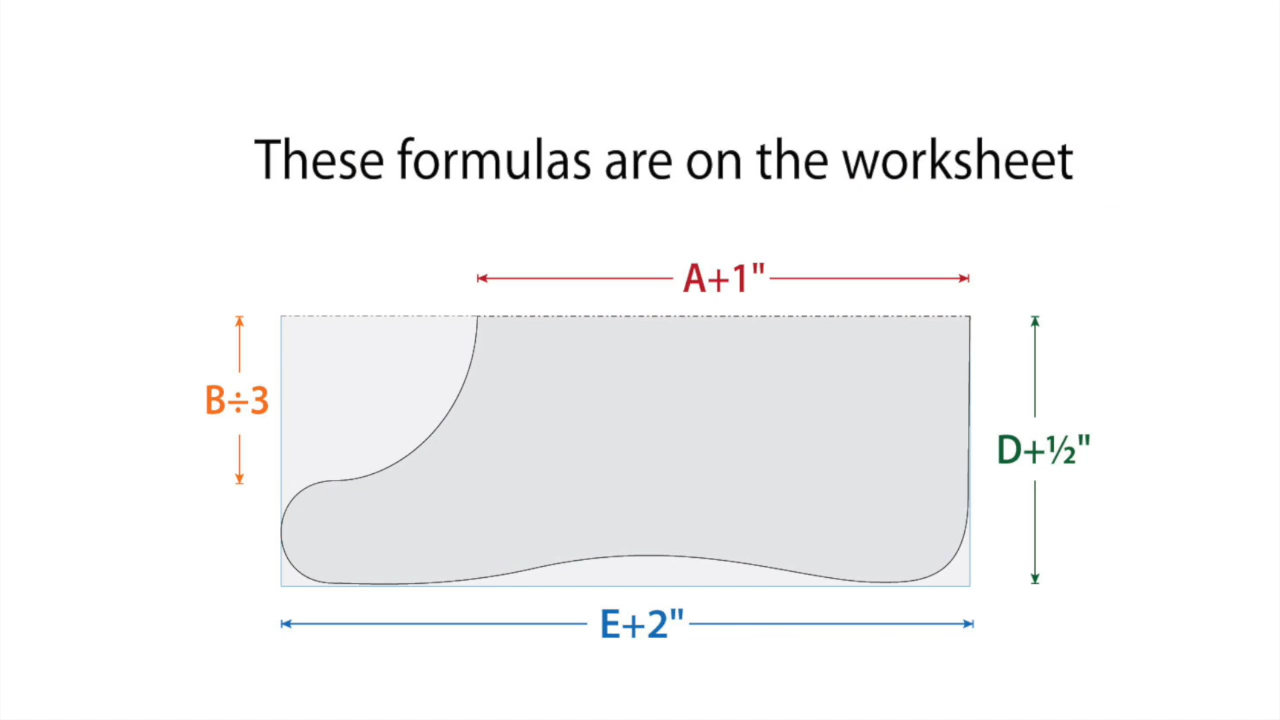 These formulas are on the worksheet
A+1"
B÷3
D+½"
E+2"